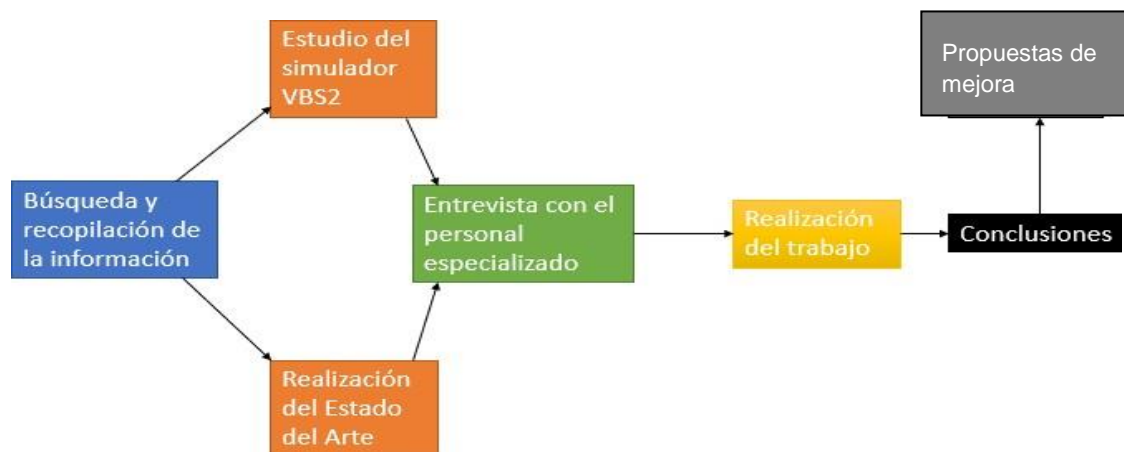 Búsqueda y
recopilación de
la información
Estudio del
simulador
VBS2
Realización
del Estado
del Arte
Entrevista con el
personal
especializado
Realización
del trabajo
Conclusiones
Propuestas de
mejora